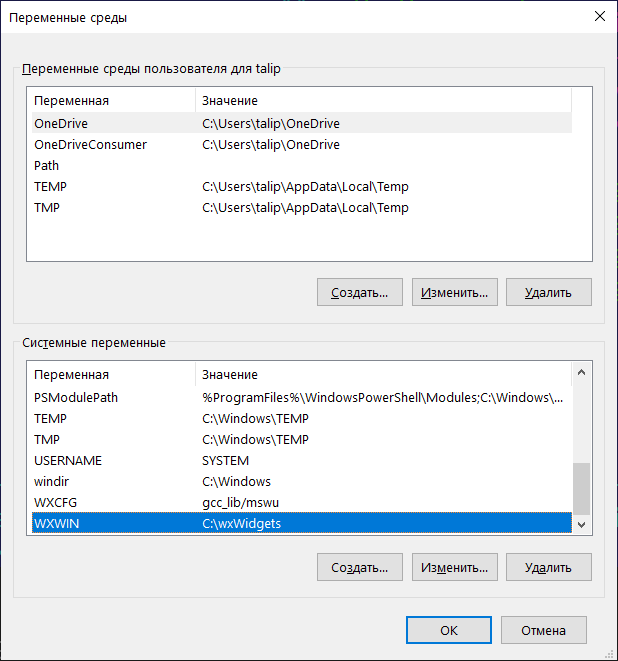 Переменные среды
Переменные среды пользователя для talip
Переменная Значение
OneDrive C:\Users\talip\OneDrive
OneDriveConsumer C:\Users\talip\OneDrive
Path
TEMP C:\Users\talip\AppData\Local\Temp
TMP C:\Users\talip\AppData\Local\Temp
Создать... Изменить... Удалить
Системные переменные
Переменная Значение
PSModulePath %ProgramFiles%\WindowsPowerShell\Modules;C:\Windows\...
TEMP C:\Windows\TEMP
TMP C:\Windows\TEMP
USERNAME SYSTEM
windir C:\Windows
WXCFG gcc_lib/mswu
WXWIN C:\wxWidgets
Создать... Изменить... Удалить
OK Отмена